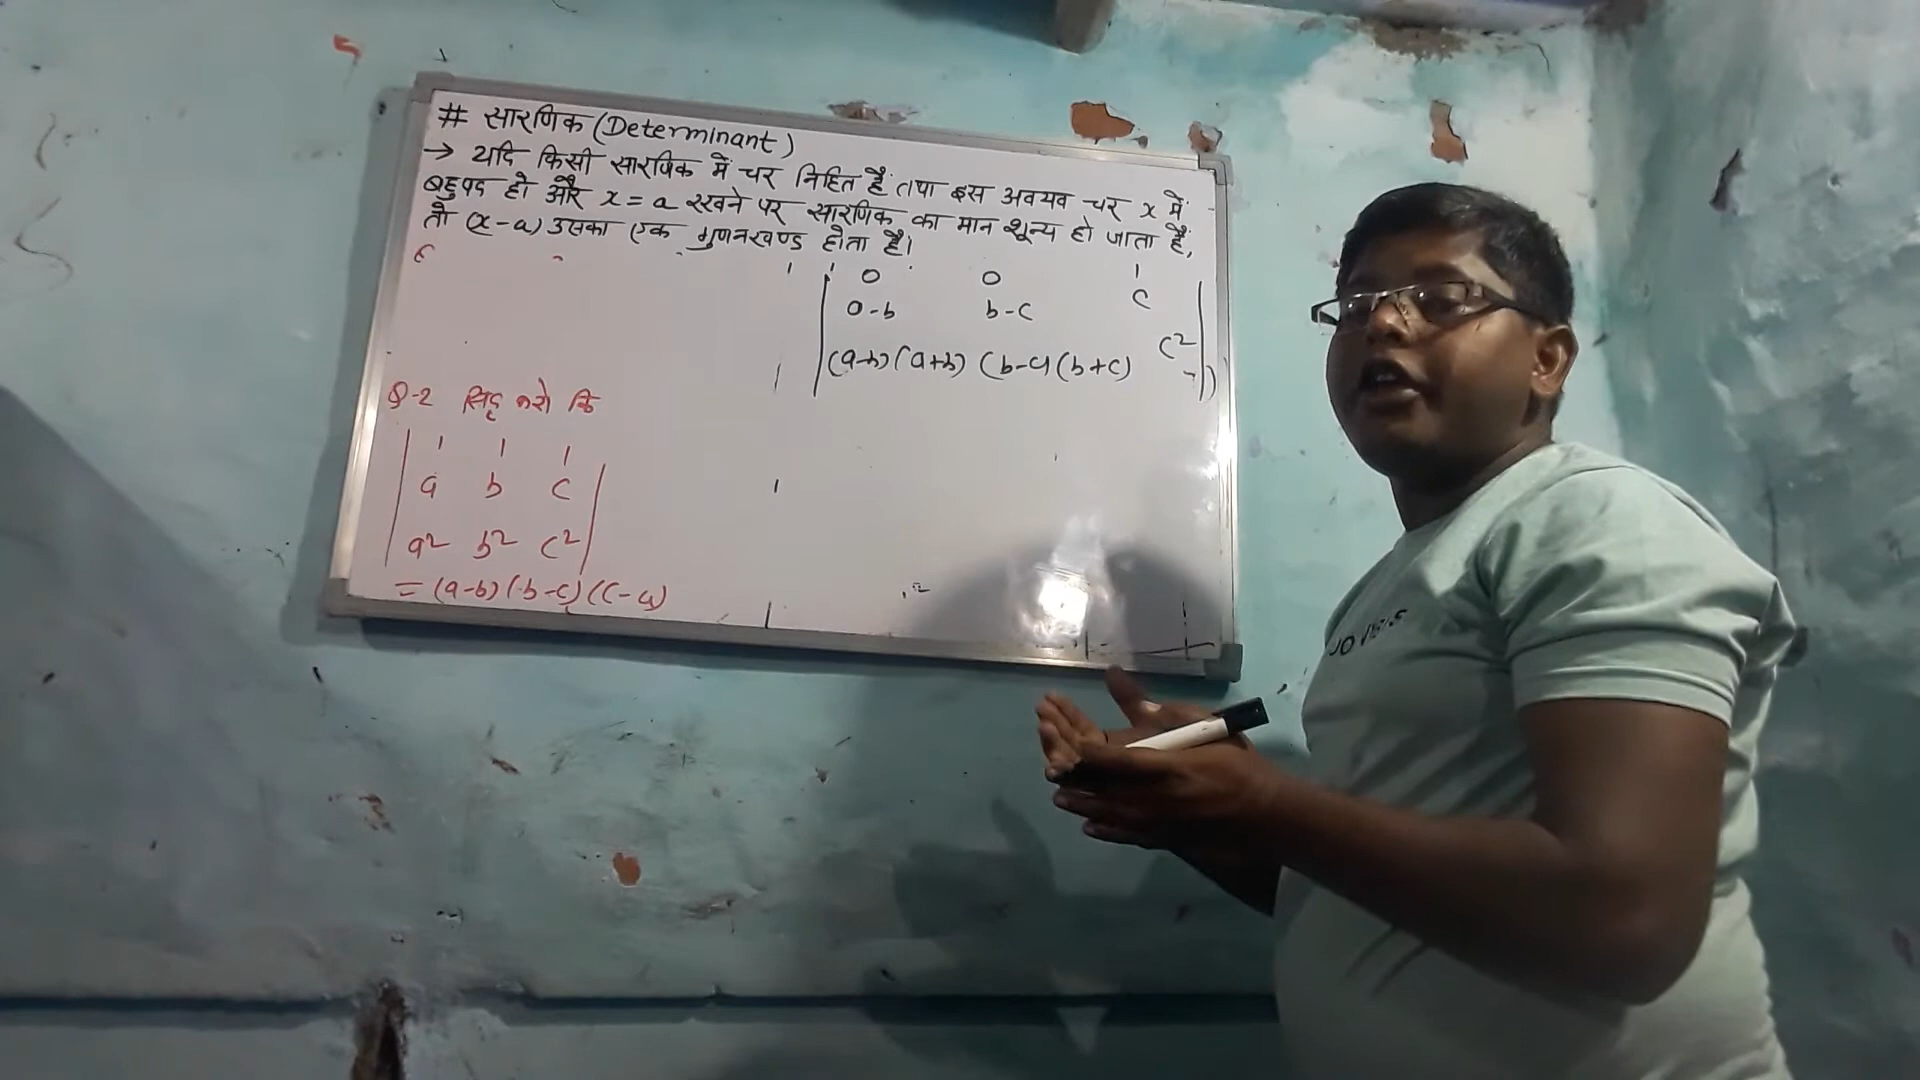 # सारणिक (Determinant)
→ यदि किसी सारणिक में चर निहित हैं तथा इस अवयव चर x में
बहुपद हो और x = a रखने पर सारणिक का मान शून्य हो जाता है,
तो (x-a) उसका एक गुणनखण्ड होता है।
0 0 1
a-b b-c c
(a-b)(a+b) (b-c)(b+c) c²
Q-2 सिद्ध करो कि
1 1 1
a b c
a² b² c²
= (a-b)(b-c)(c-a)